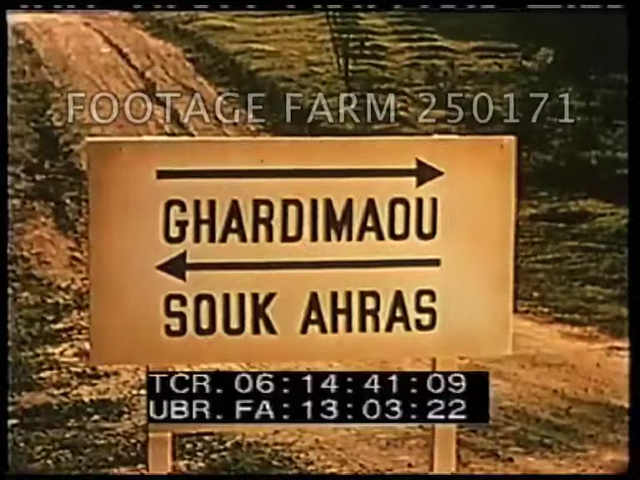 FOOTAGE FARM 250171
GHARDIMAOU
SOUK AHRAS
TCR. 06:14:41:09
UBR. FA:13:03:22